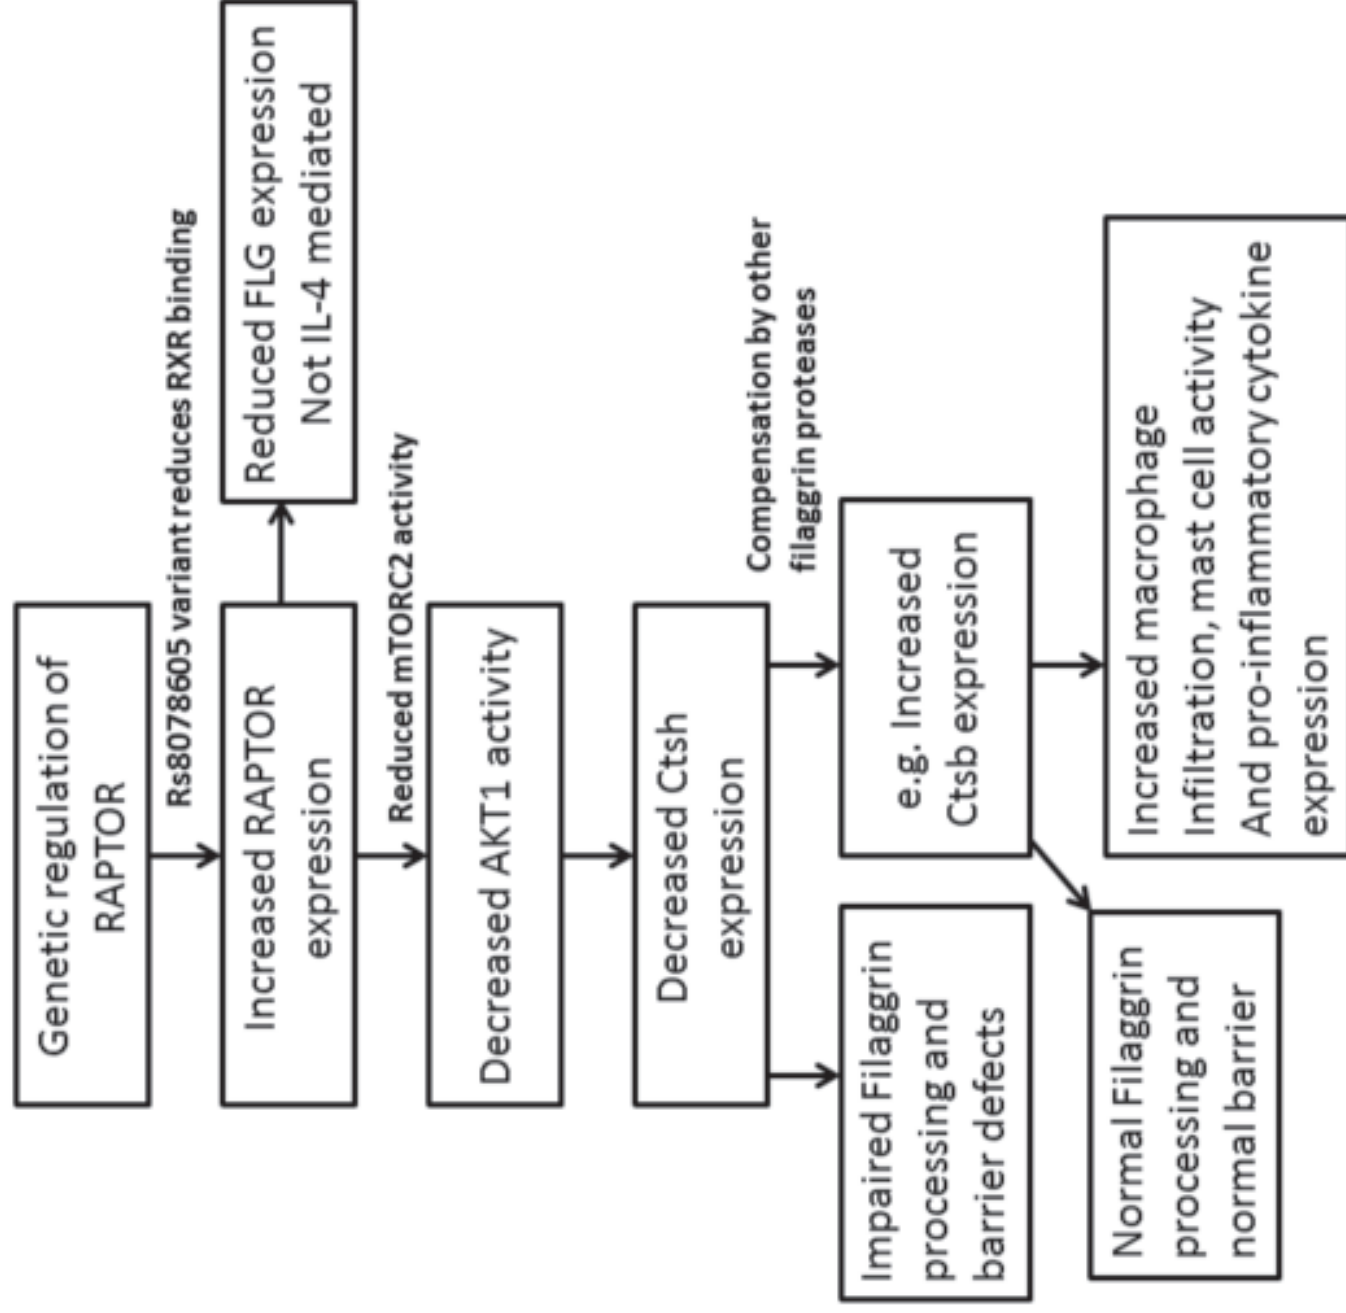 Genetic regulation of
RAPTOR
Rs8078605 variant reduces RXR binding
Increased RAPTOR
expression
Reduced FLG expression
Not IL-4 mediated
Reduced mTORC2 activity
Decreased AKT1 activity
Decreased Ctsh
expression
Compensation by other
filaggrin proteases
Impaired Filaggrin
processing and
barrier defects
e.g. Increased
Ctsb expression
Normal Filaggrin
processing and
normal barrier
Increased macrophage
Infiltration, mast cell activity
And pro-inflammatory cytokine
expression